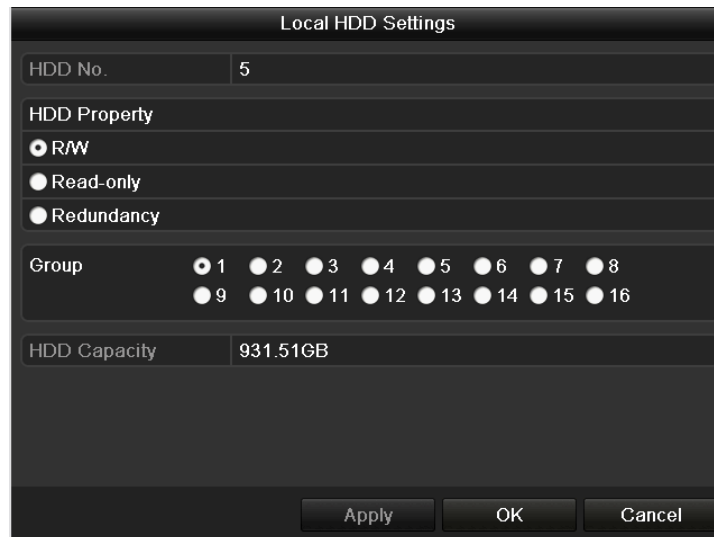 Local HDD Settings
HDD No. 5
HDD Property
R/W
Read-only
Redundancy
Group 1 2 3 4 5 6 7 8
9 10 11 12 13 14 15 16
HDD Capacity 931.51GB
Apply OK Cancel